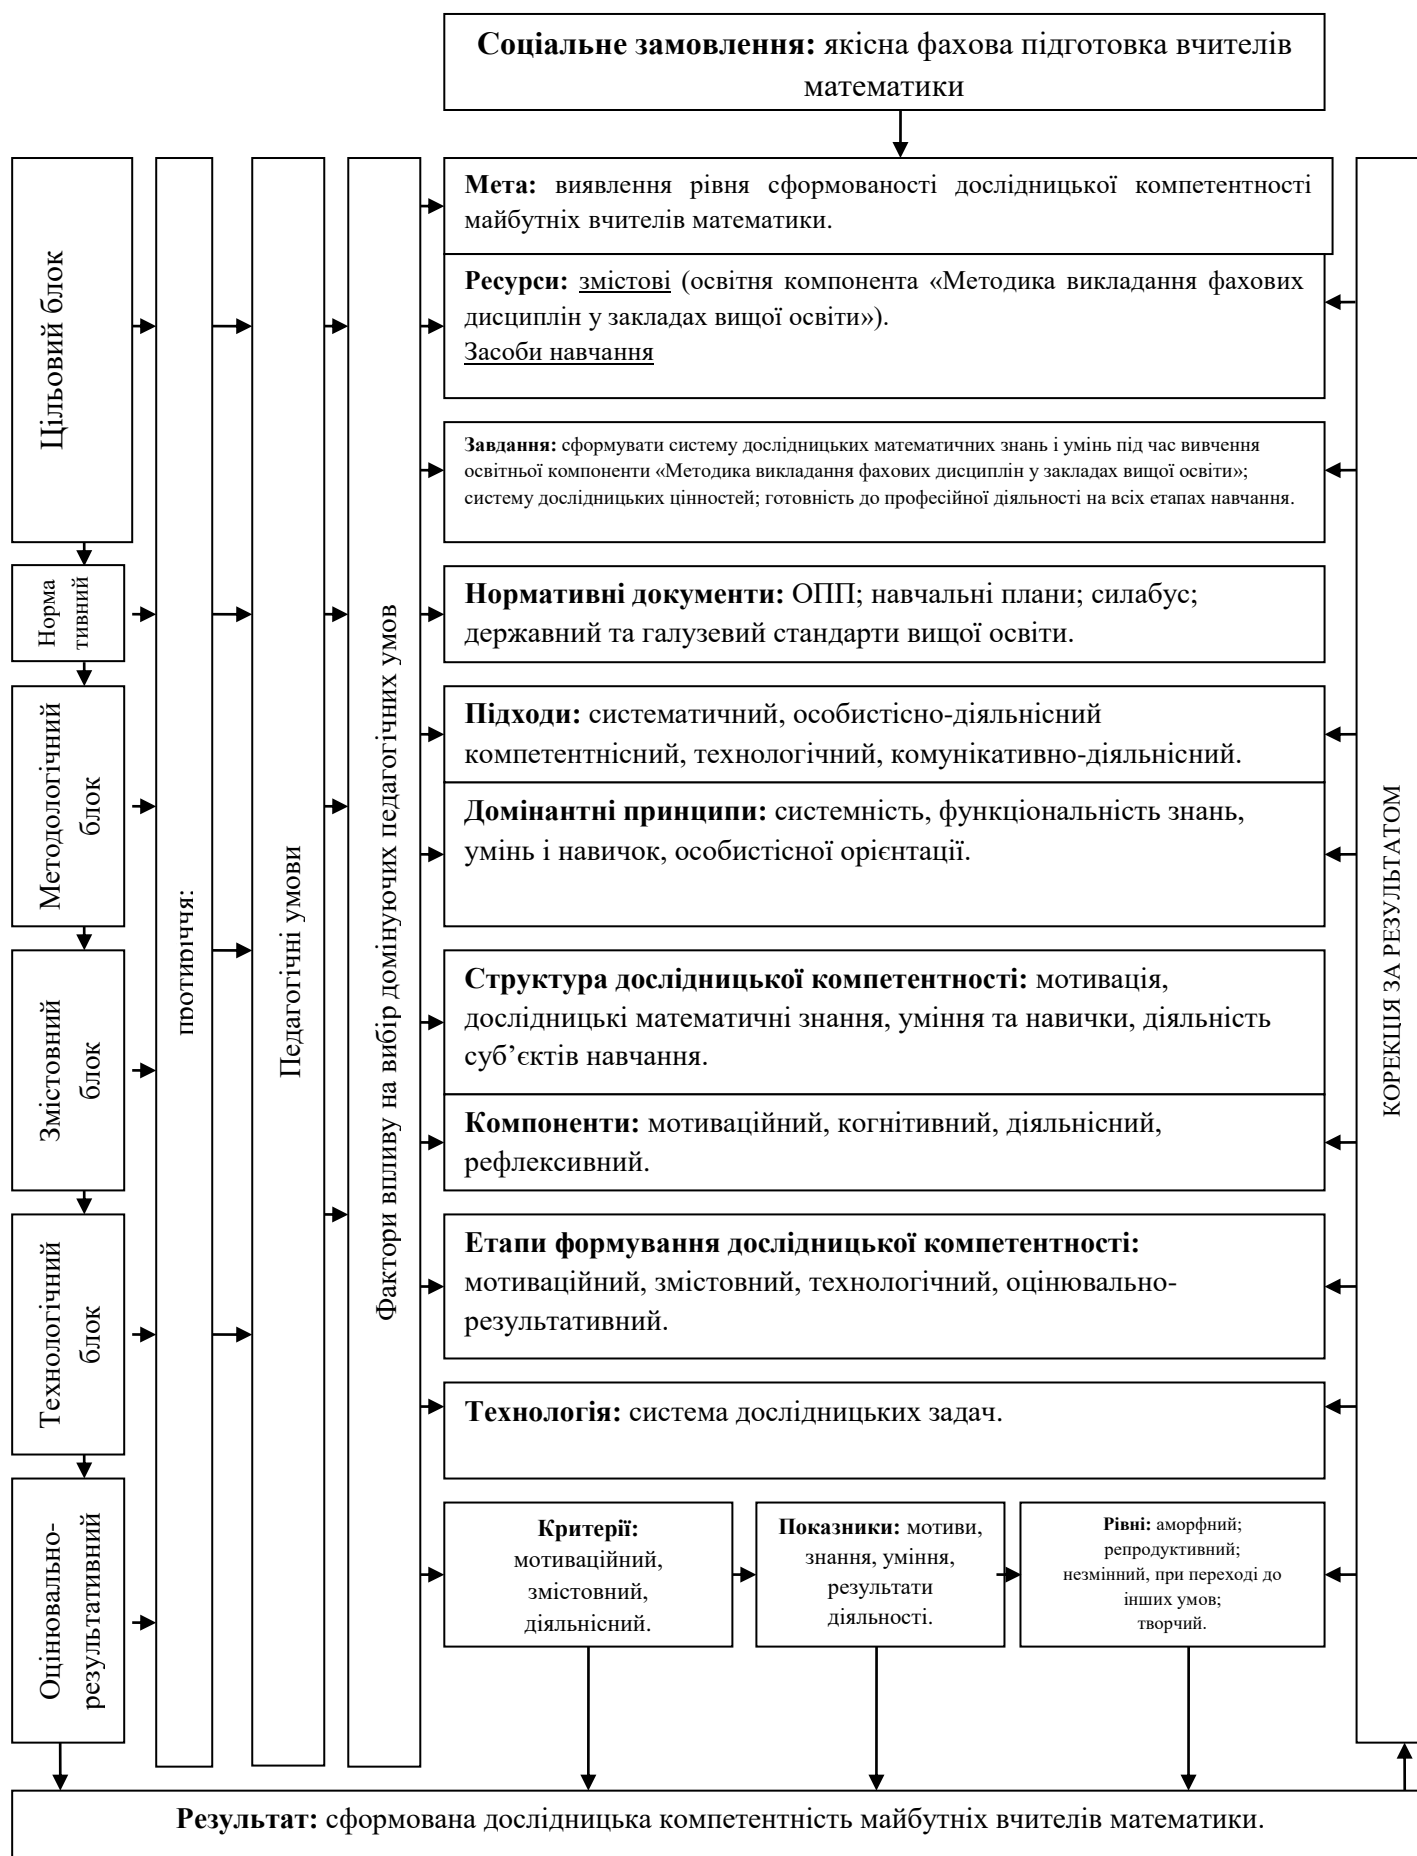 Соціальне замовлення: якісна фахова підготовка вчителів
математики
Мета: виявлення рівня сформованості дослідницької компетентності
майбутніх вчителів математики.
Ресурси: змістові (освітня компонента «Методика викладання фахових
дисциплін у закладах вищої освіти»).
Засоби навчання
Завдання: сформувати систему дослідницьких математичних знань і умінь під час вивчення
освітньої компоненти «Методика викладання фахових дисциплін у закладах вищої освіти»;
систему дослідницьких цінностей; готовність до професійної діяльності на всіх етапах навчання.
Нормативні документи: ОПП; навчальні плани; силабус;
державний та галузевий стандарти вищої освіти.
Підходи: систематичний, особистісно-діяльнісний
компетентнісний, технологічний, комунікативно-діяльнісний.
Домінантні принципи: системність, функціональність знань,
умінь і навичок, особистісної орієнтації.
Структура дослідницької компетентності: мотивація,
дослідницькі математичні знання, уміння та навички, діяльність
суб’єктів навчання.
Компоненти: мотиваційний, когнітивний, діяльнісний,
рефлексивний.
Етапи формування дослідницької компетентності:
мотиваційний, змістовний, технологічний, оцінювально-
результативний.
Технологія: система дослідницьких задач.
Критерії:
мотиваційний,
змістовний,
діяльнісний.
Показники: мотиви,
знання, уміння,
результати
діяльності.
Рівні: аморфний;
репродуктивний;
незмінний, при переході до
інших умов;
творчий.
Цільовий блок
Норма
тивний
Методологічний
блок
Змістовний
блок
Технологічний
блок
Оцінювально-
результативний
протиріччя:
Педагогічні умови
Фактори впливу на вибір домінуючих педагогічних умов
КОРЕКЦІЯ ЗА РЕЗУЛЬТАТОМ
Результат: сформована дослідницька компетентність майбутніх вчителів математики.